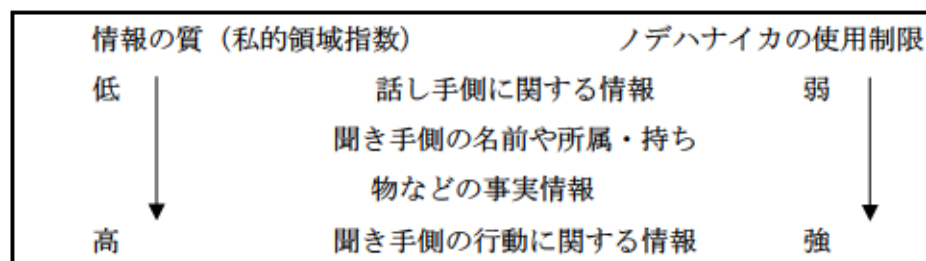 情報の質（私的領域指数）　ノデハナイカの使用制限
低　話し手側に関する情報　弱
聞き手側の名前や所属・持ち
物などの事実情報
高　聞き手側の行動に関する情報　強